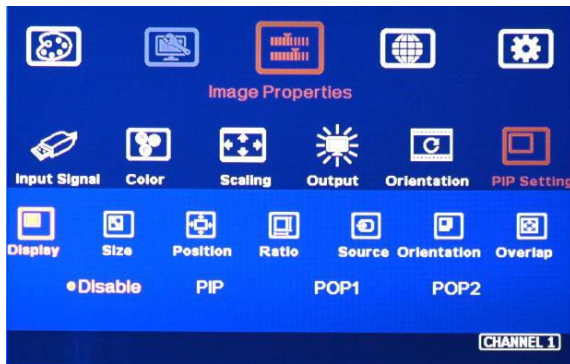 Image Properties
Input Signal Color Scaling Output Orientation PIP Setting
Display Size Position Ratio Source Orientation Overlap
Disable PIP POP1 POP2
CHANNEL 1